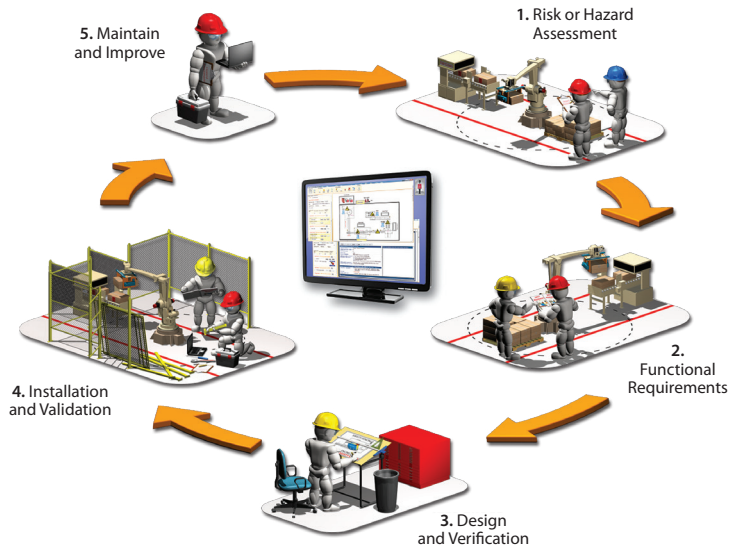 1. Risk or Hazard
Assessment
2.
Functional
Requirements
3. Design
and Verification
4. Installation
and Validation
5. Maintain
and Improve